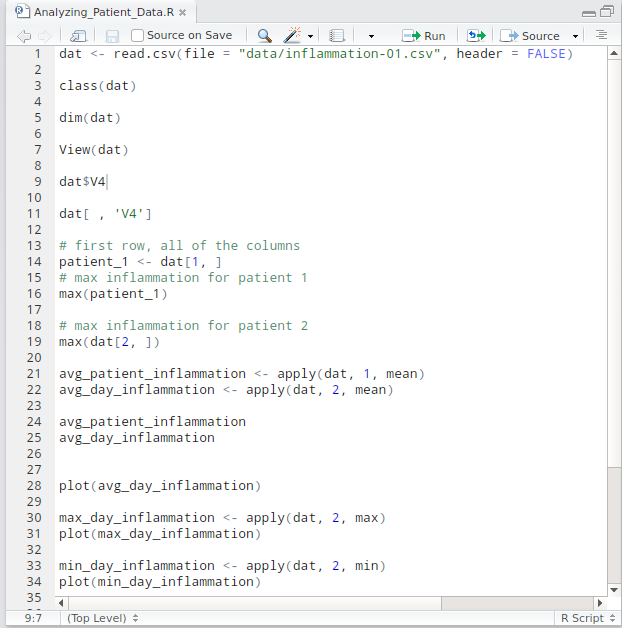 Analyzing_Patient_Data.R
Source on Save Run Source
1 dat <- read.csv(file = "data/inflammation-01.csv", header = FALSE)
2
3 class(dat)
4
5 dim(dat)
6
7 View(dat)
8
9 dat$V4
10
11 dat[ , 'V4']
12
13 # first row, all of the columns
14 patient_1 <- dat[1, ]
15 # max inflammation for patient 1
16 max(patient_1)
17
18 # max inflammation for patient 2
19 max(dat[2, ])
20
21 avg_patient_inflammation <- apply(dat, 1, mean)
22 avg_day_inflammation <- apply(dat, 2, mean)
23
24 avg_patient_inflammation
25 avg_day_inflammation
26
27
28 plot(avg_day_inflammation)
29
30 max_day_inflammation <- apply(dat, 2, max)
31 plot(max_day_inflammation)
32
33 min_day_inflammation <- apply(dat, 2, min)
34 plot(min_day_inflammation)
35
9:7 (Top Level) R Script